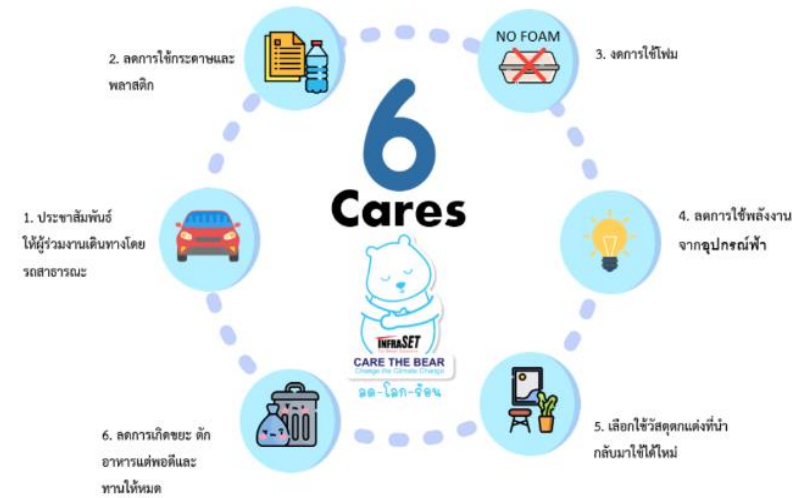 2. ลดการใช้กระดาษและ
พลาสติก
NO FOAM
3. งดการใช้โฟม
6
Cares
1. ประชาสัมพันธ์
ให้ผู้ร่วมงานเดินทางโดย
รถสาธารณะ
4. ลดการใช้พลังงาน
จากอุปกรณ์ฟ้า
INFRASET
CARE THE BEAR
Change the Climate Change
ลด-โลก-ร้อน
6. ลดการเกิดขยะ ตัก
อาหารแต่พอดีและ
ทานให้หมด
5. เลือกใช้วัสดุตกแต่งที่นำ
กลับมาใช้ได้ใหม่